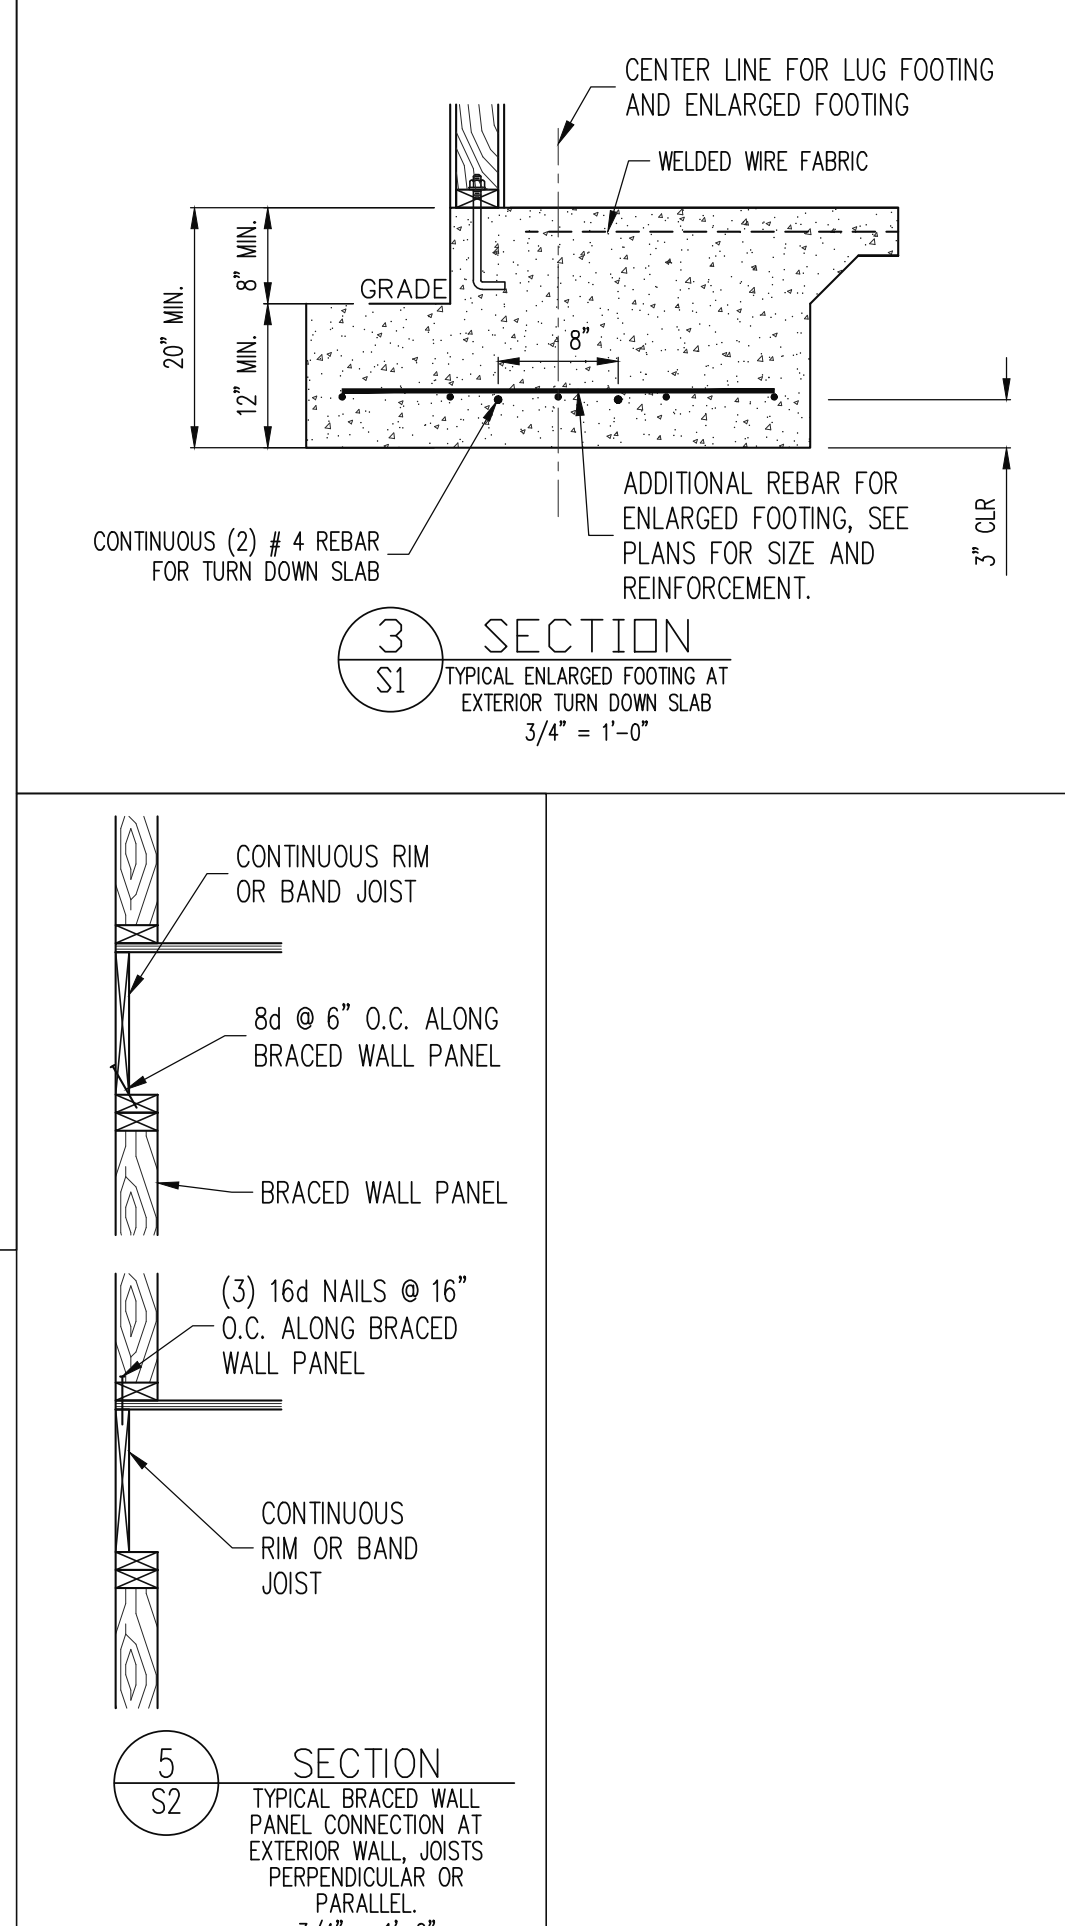 CENTER LINE FOR LUG FOOTING
AND ENLARGED FOOTING
WELDED WIRE FABRIC
8" MIN.
GRADE
20" MIN.
12" MIN.
8"
3" CLR
ADDITIONAL REBAR FOR
ENLARGED FOOTING, SEE
PLANS FOR SIZE AND
REINFORCEMENT.
CONTINUOUS (2) # 4 REBAR
FOR TURN DOWN SLAB
3
S1
SECTION
TYPICAL ENLARGED FOOTING AT
EXTERIOR TURN DOWN SLAB
3/4" = 1'-0"
CONTINUOUS RIM
OR BAND JOIST
8d @ 6" O.C. ALONG
BRACED WALL PANEL
BRACED WALL PANEL
(3) 16d NAILS @ 16"
O.C. ALONG BRACED
WALL PANEL
CONTINUOUS
RIM OR BAND
JOIST
5
S2
SECTION
TYPICAL BRACED WALL
PANEL CONNECTION AT
EXTERIOR WALL, JOISTS
PERPENDICULAR OR
PARALLEL.